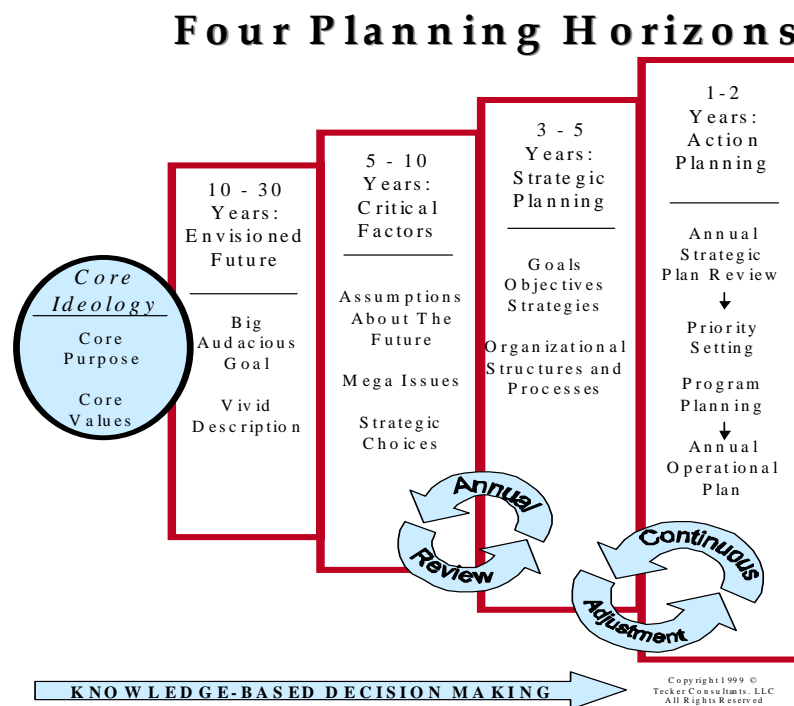 Four Planning Horizons
Core
Ideology
Core
Purpose
Core
Values
10 - 30
Years:
Envisioned
Future
Big
Audacious
Goal
Vivid
Description
5 - 10
Years:
Critical
Factors
Assumptions
About The
Future
Mega Issues
Strategic
Choices
3 - 5
Years:
Strategic
Planning
Goals
Objectives
Strategies
Organizational
Structures and
Processes
1-2
Years:
Action
Planning
Annual
Strategic
Plan Review
Priority
Setting
Program
Planning
Annual
Operational
Plan
Annual
Review
Continuous
Adjustment
KNOWLEDGE-BASED DECISION MAKING
Copyright 1999 ©
Tecker Consultants. LLC
All Rights Reserved